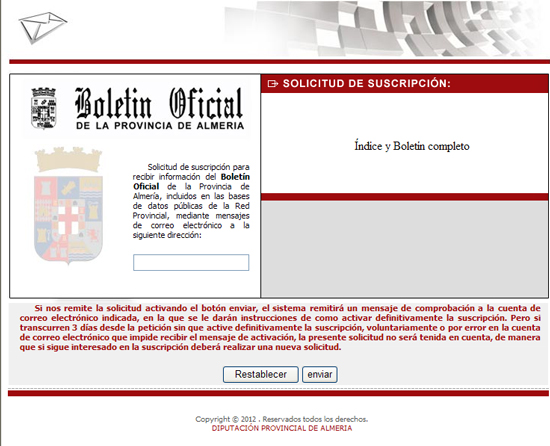 Boletin Oficial
DE LA PROVINCIA DE ALMERIA
Solicitud de suscripción para
recibir información del Boletín
Oficial de la Provincia de
Almería, incluidos en las bases
de datos públicas de la Red
Provincial, mediante mensajes
de correo electrónico a la
siguiente dirección:
SOLICITUD DE SUSCRIPCIÓN:
Índice y Boletin completo
Si nos remite la solicitud activando el botón enviar, el sistema remitirá un mensaje de comprobación a la cuenta de
correo electrónico indicada, en la que se le darán instrucciones de como activar definitivamente la suscripción. Pero si
transcurren 3 días desde la petición sin que active definitivamente la suscripción, voluntariamente o por error en la cuenta
de correo electrónico que impide recibir el mensaje de activación, la presente solicitud no será tenida en cuenta, de manera
que si sigue interesado en la suscripción deberá realizar una nueva solicitud.
Restablecer enviar
Copyright © 2012 . Reservados todos los derechos.
DIPUTACIÓN PROVINCIAL DE ALMERIA